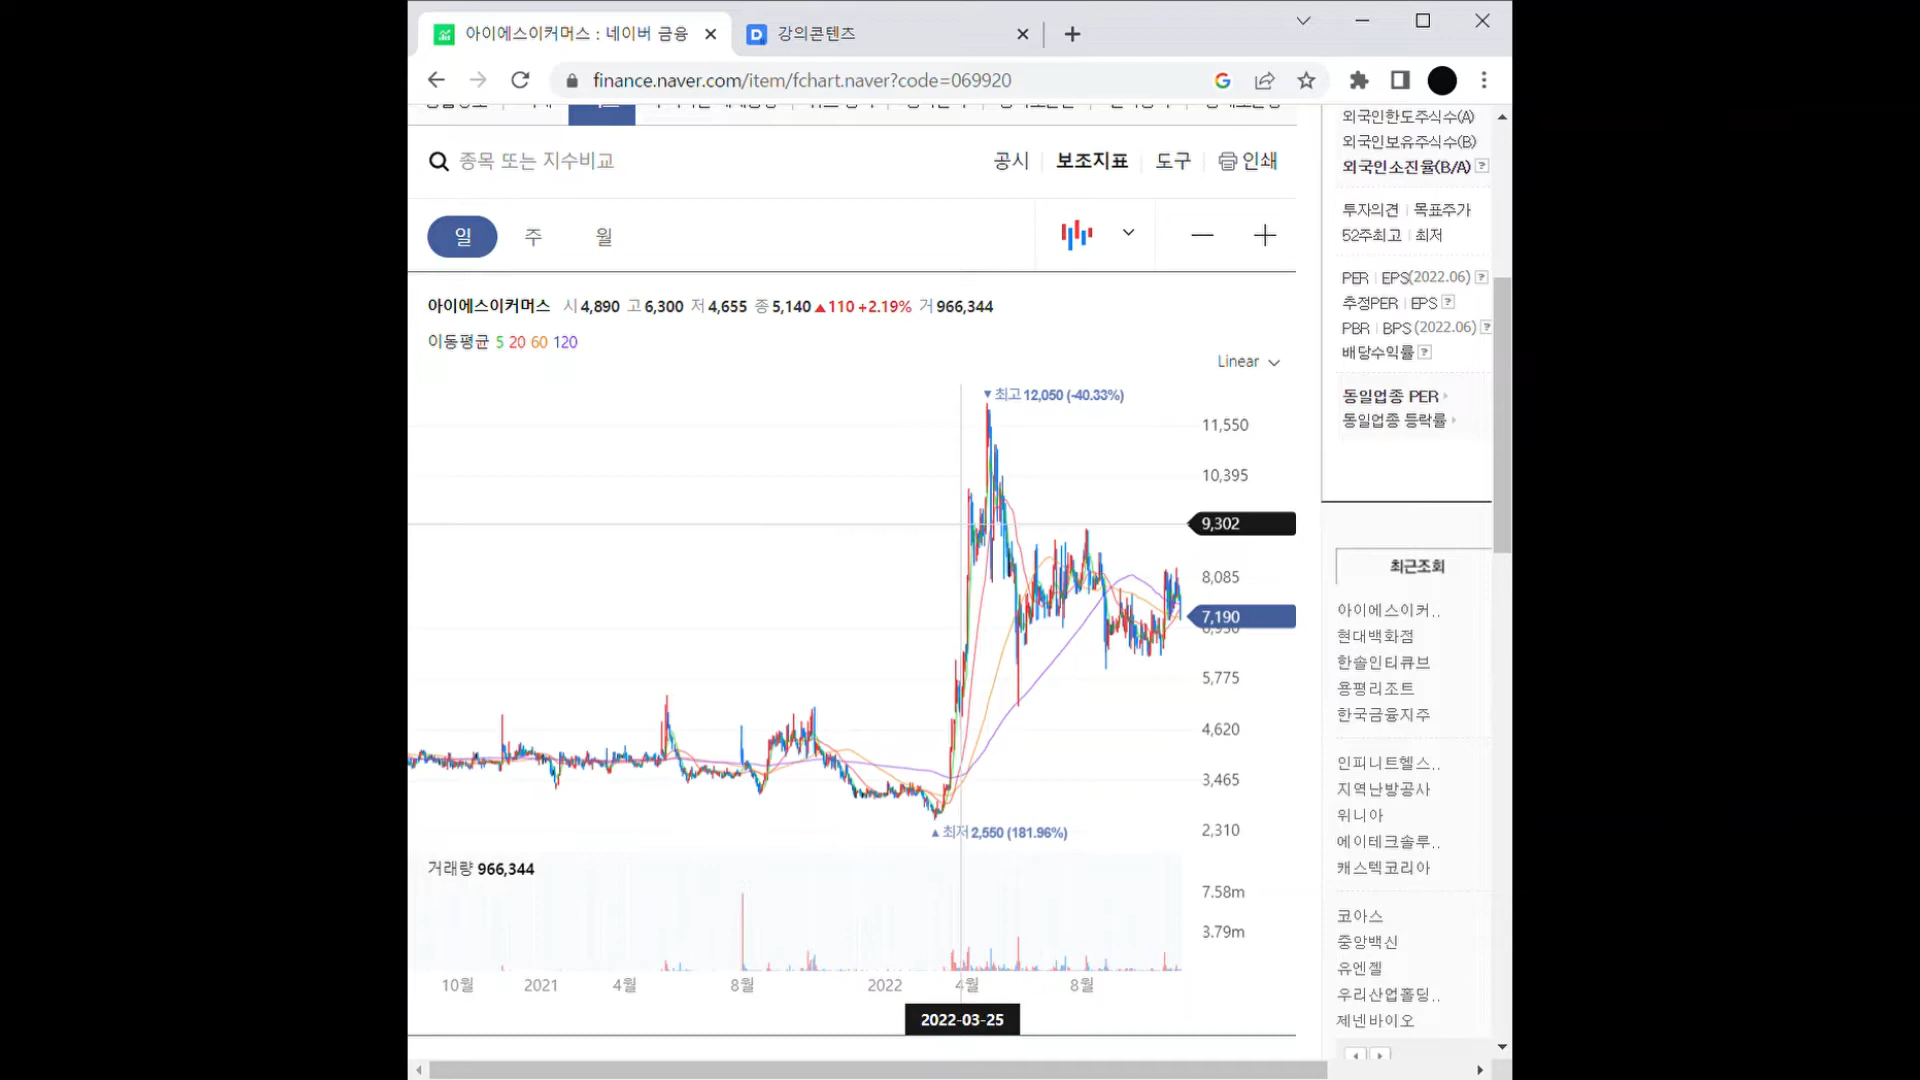 아이에스이커머스 : 네이버 금융
강의콘텐츠
finance.naver.com/item/fchart.naver?code=069920
종목 또는 지수비교
공시 보조지표 도구 인쇄
일 주 월
아이에스이커머스 시 4,890 고 6,300 저 4,655 종 5,140 ▲110 +2.19% 거 966,344
이동평균 5 20 60 120
Linear
▼최고 12,050 (-40.33%)
11,550
10,395
9,302
8,085
7,190
5,775
4,620
3,465
▲최저 2,550 (181.96%)
2,310
거래량 966,344
7.58m
3.79m
10월 2021 4월 8월 2022 4월 8월
2022-03-25
외국인한도주식수(A)
외국인보유주식수(B)
외국인소진율(B/A) ?
투자의견 | 목표주가
52주최고 | 최저
PER | EPS(2022.06) ?
추정PER | EPS ?
PBR | BPS (2022.06) ?
배당수익률 ?
동일업종 PER
동일업종 등락률
최근조회
아이에스이커..
현대백화점
한솔인티큐브
용평리조트
한국금융지주
인피니트헬스..
지역난방공사
위니아
에이테크솔루..
캐스텍코리아
코아스
중앙백신
유엔젤
우리산업홀딩..
제넨바이오